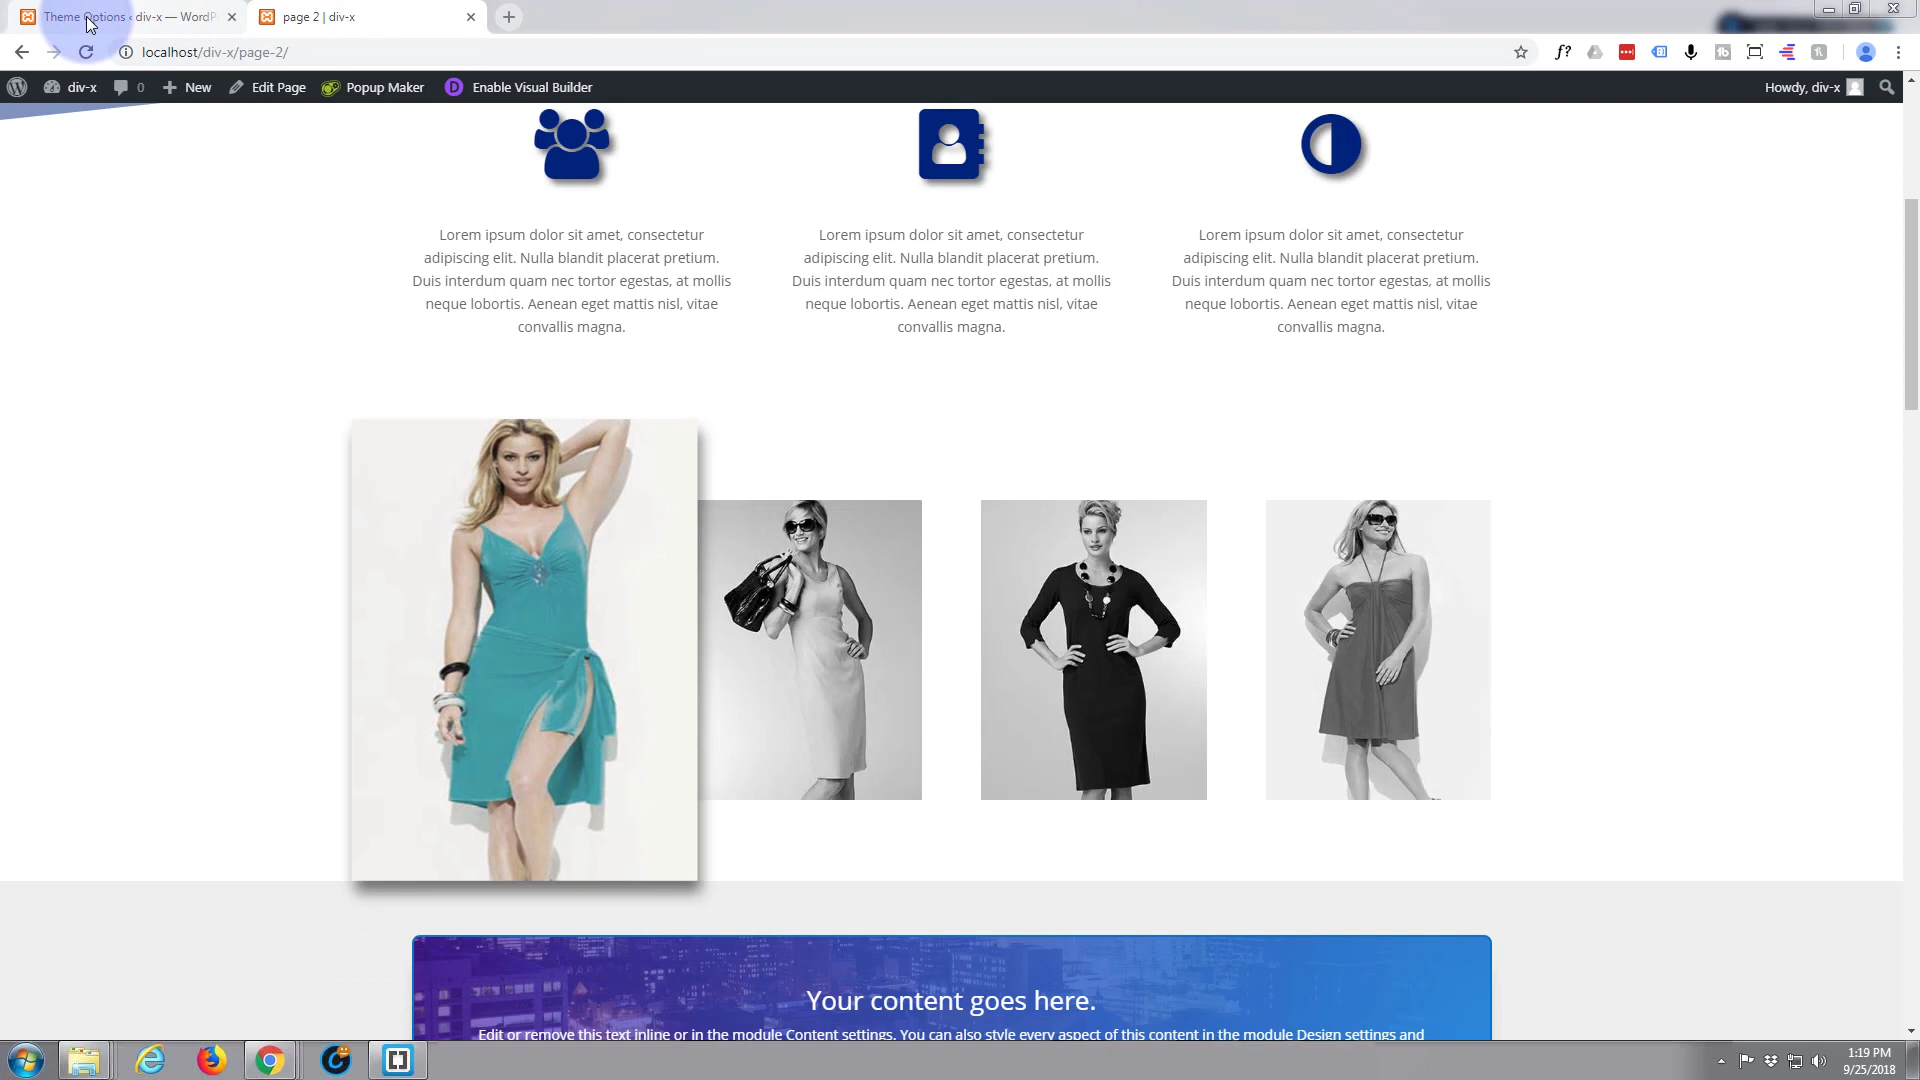 Theme Options ‹ div-x — WordP
page 2 | div-x
localhost/div-x/page-2/
f?
div-x
0
New
Edit Page
Popup Maker
D
Enable Visual Builder
Howdy, div-x
Lorem ipsum dolor sit amet, consectetur
adipiscing elit. Nulla blandit placerat pretium.
Duis interdum quam nec tortor egestas, at mollis
neque lobortis. Aenean eget mattis nisl, vitae
convallis magna.
Lorem ipsum dolor sit amet, consectetur
adipiscing elit. Nulla blandit placerat pretium.
Duis interdum quam nec tortor egestas, at mollis
neque lobortis. Aenean eget mattis nisl, vitae
convallis magna.
Lorem ipsum dolor sit amet, consectetur
adipiscing elit. Nulla blandit placerat pretium.
Duis interdum quam nec tortor egestas, at mollis
neque lobortis. Aenean eget mattis nisl, vitae
convallis magna.
Your content goes here.
Edit or remove this text inline or in the module Content settings. You can also style every aspect of this content in the module Design settings and
1:19 PM
9/25/2018